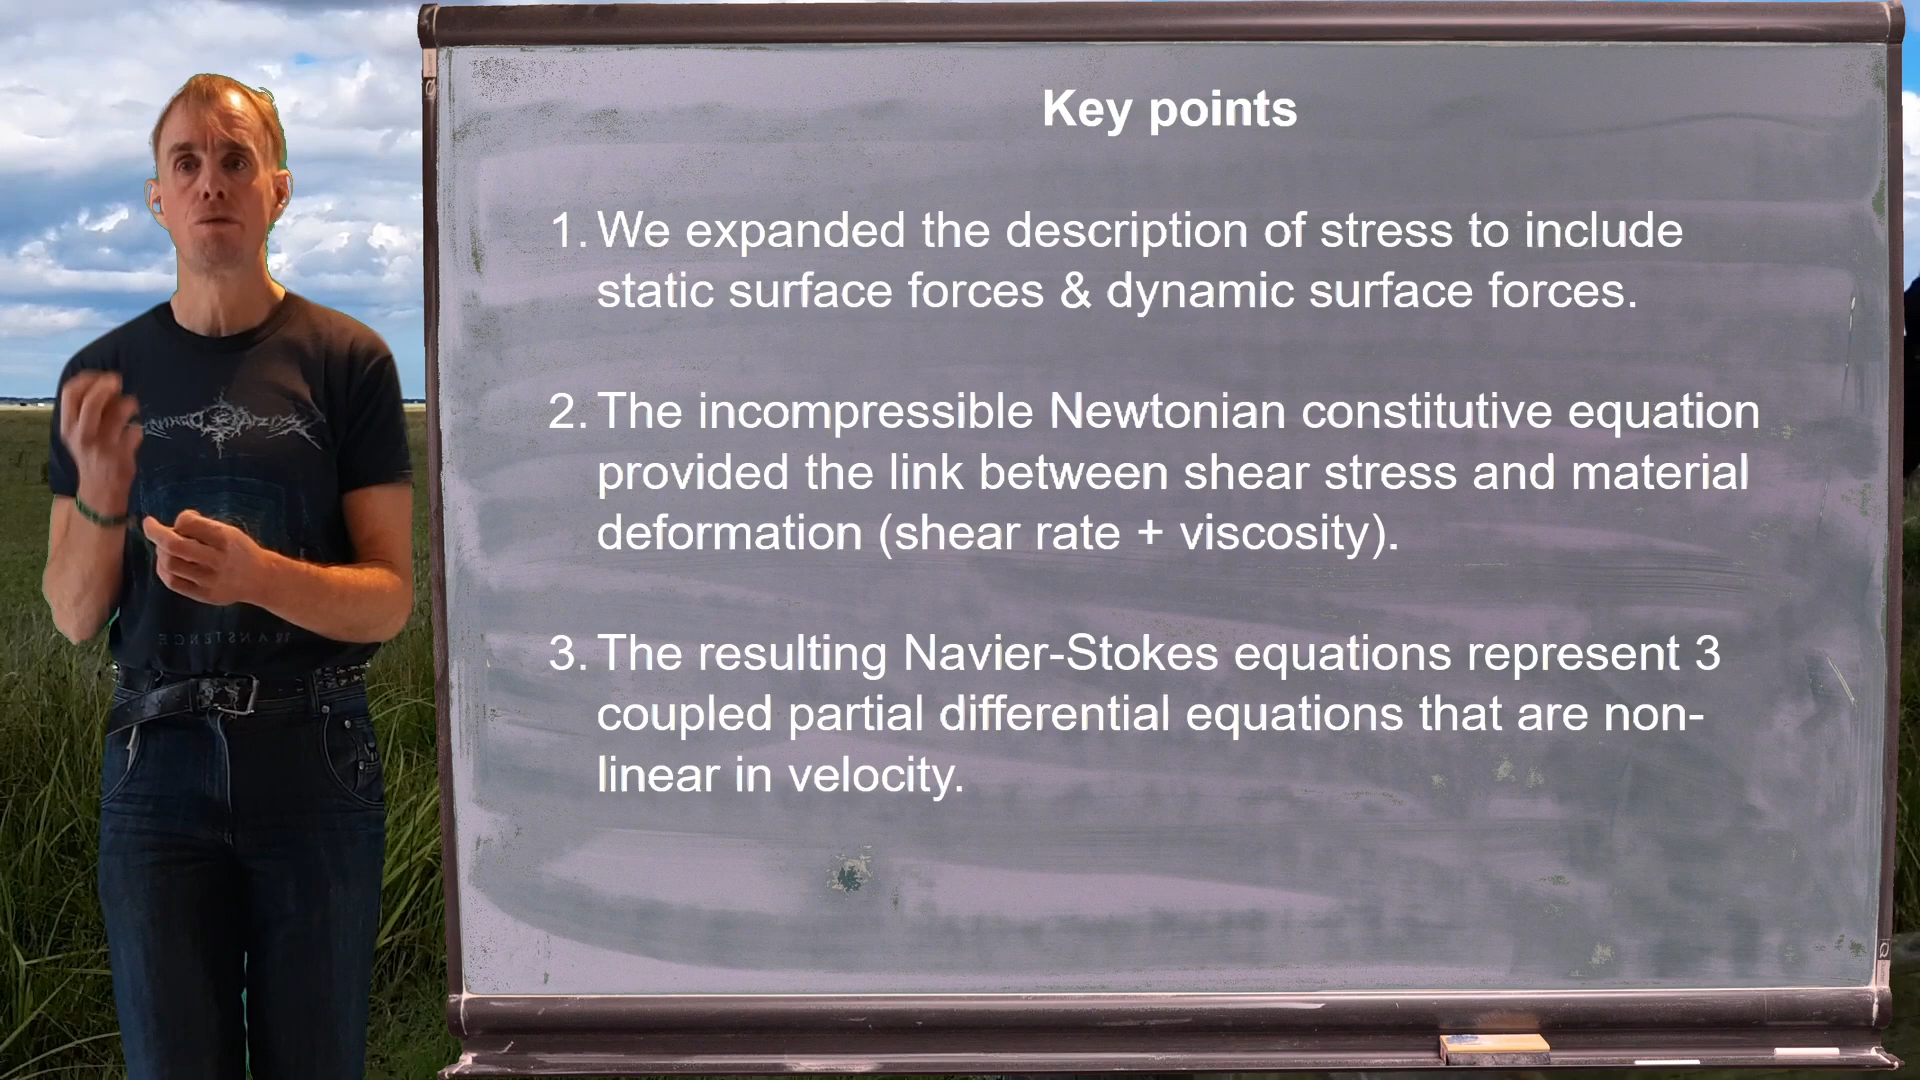 Key points
1. We expanded the description of stress to include
static surface forces & dynamic surface forces.
2. The incompressible Newtonian constitutive equation
provided the link between shear stress and material
deformation (shear rate + viscosity).
3. The resulting Navier-Stokes equations represent 3
coupled partial differential equations that are non-
linear in velocity.